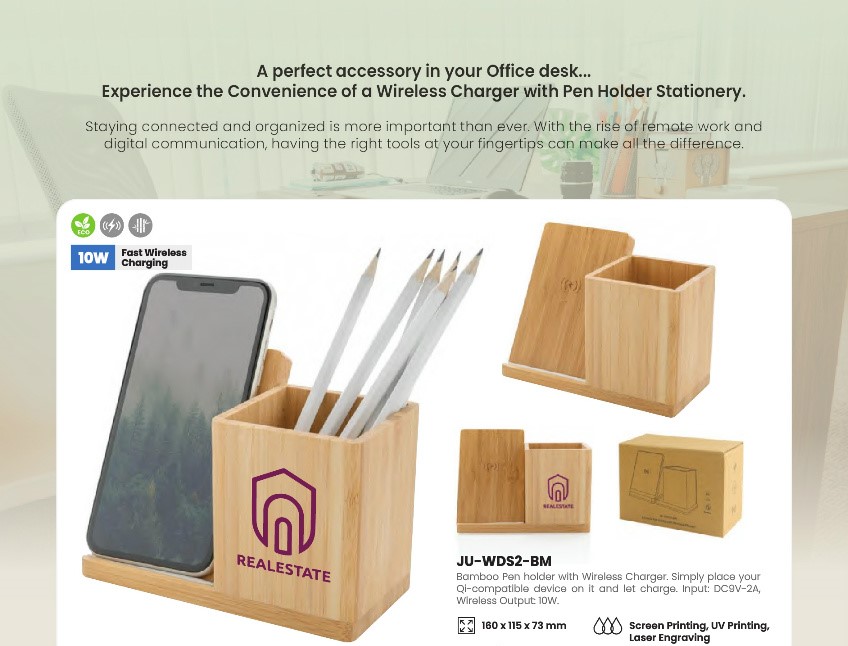 A perfect accessory in your Office desk...
Experience the Convenience of a Wireless Charger with Pen Holder Stationery.
Staying connected and organized is more important than ever. With the rise of remote work and
digital communication, having the right tools at your fingertips can make all the difference.
ECO
10W
Fast Wireless
Charging
REALESTATE
REALESTATE
JU-WDS2-BM
Bamboo Pen holder with Wireless Charger. Simply place your
Qi-compatible device on it and let charge. Input: DC9V-2A,
Wireless Output: 10W.
160 x 115 x 73 mm
Screen Printing, UV Printing,
Laser Engraving